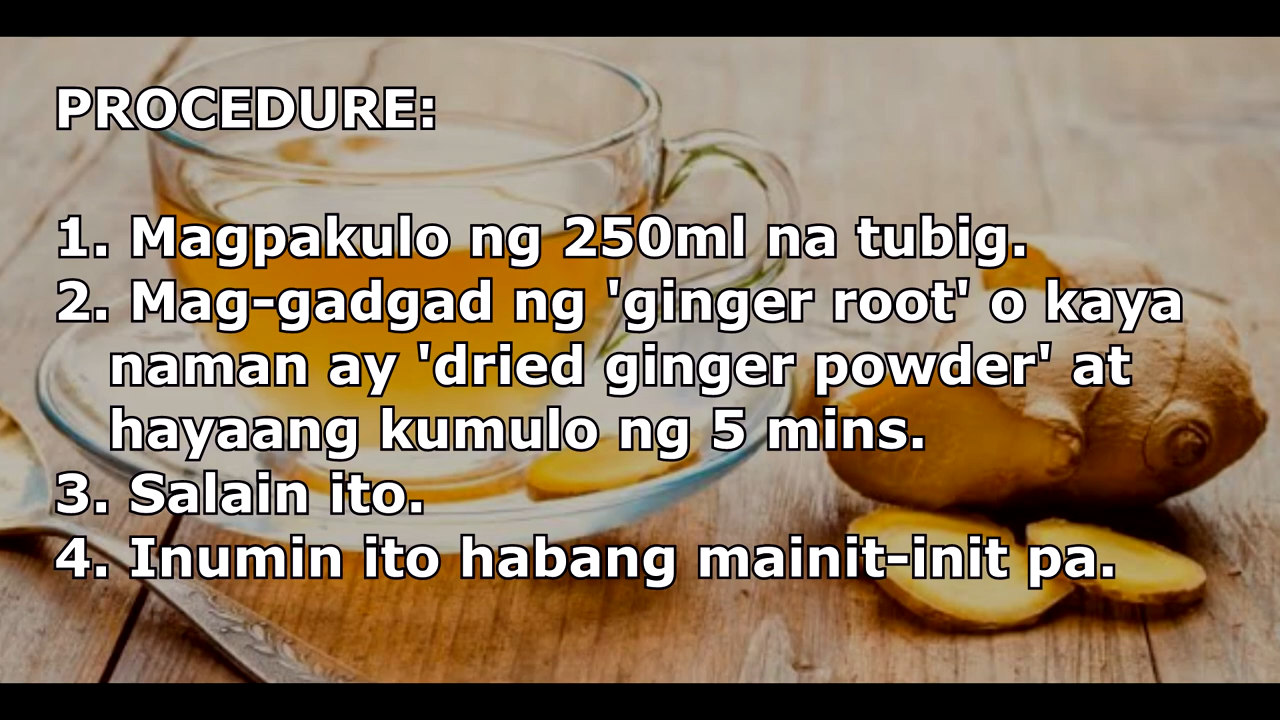 PROCEDURE:
1. Magpakulo ng 250ml na tubig.
2. Mag-gadgad ng 'ginger root' o kaya
naman ay 'dried ginger powder' at
hayaang kumulo ng 5 mins.
3. Salain ito.
4. Inumin ito habang mainit-init pa.